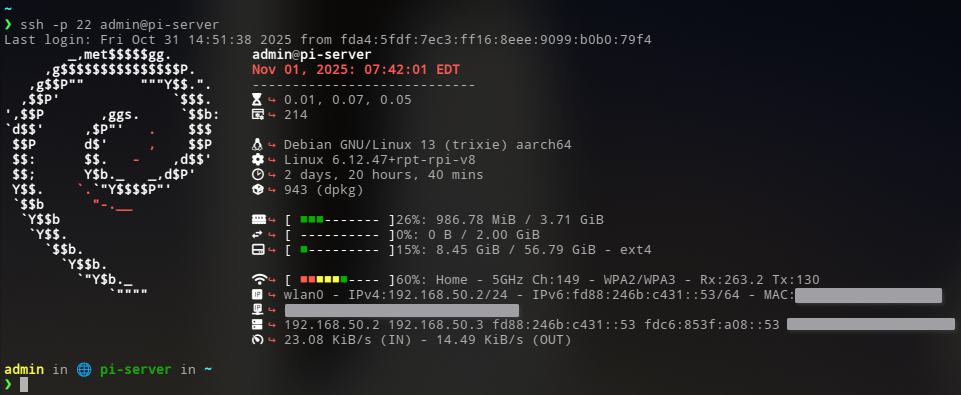 ~
❯ ssh -p 22 admin@pi-server
Last login: Fri Oct 31 14:51:38 2025 from fda4:5fdf:7ec3:ff16:8eee:9099:b0b0:79f4
admin@pi-server
Nov 01, 2025: 07:42:01 EDT
----------------------------
↪ 0.01, 0.07, 0.05
↪ 214
↪ Debian GNU/Linux 13 (trixie) aarch64
↪ Linux 6.12.47+rpt-rpi-v8
↪ 2 days, 20 hours, 40 mins
↪ 943 (dpkg)
↪ [ ■■■------- ]26%: 986.78 MiB / 3.71 GiB
↪ [ ---------- ]0%: 0 B / 2.00 GiB
↪ [ ■--------- ]15%: 8.45 GiB / 56.79 GiB - ext4
↪ [ ■■■■■■---- ]60%: Home - 5GHz Ch:149 - WPA2/WPA3 - Rx:263.2 Tx:130
↪ wlan0 - IPv4:192.168.50.2/24 - IPv6:fd88:246b:c431::53/64 - MAC:
↪
↪ 192.168.50.2 192.168.50.3 fd88:246b:c431::53 fdc6:853f:a08::53
↪ 23.08 KiB/s (IN) - 14.49 KiB/s (OUT)
admin in 🌐 pi-server in ~
❯